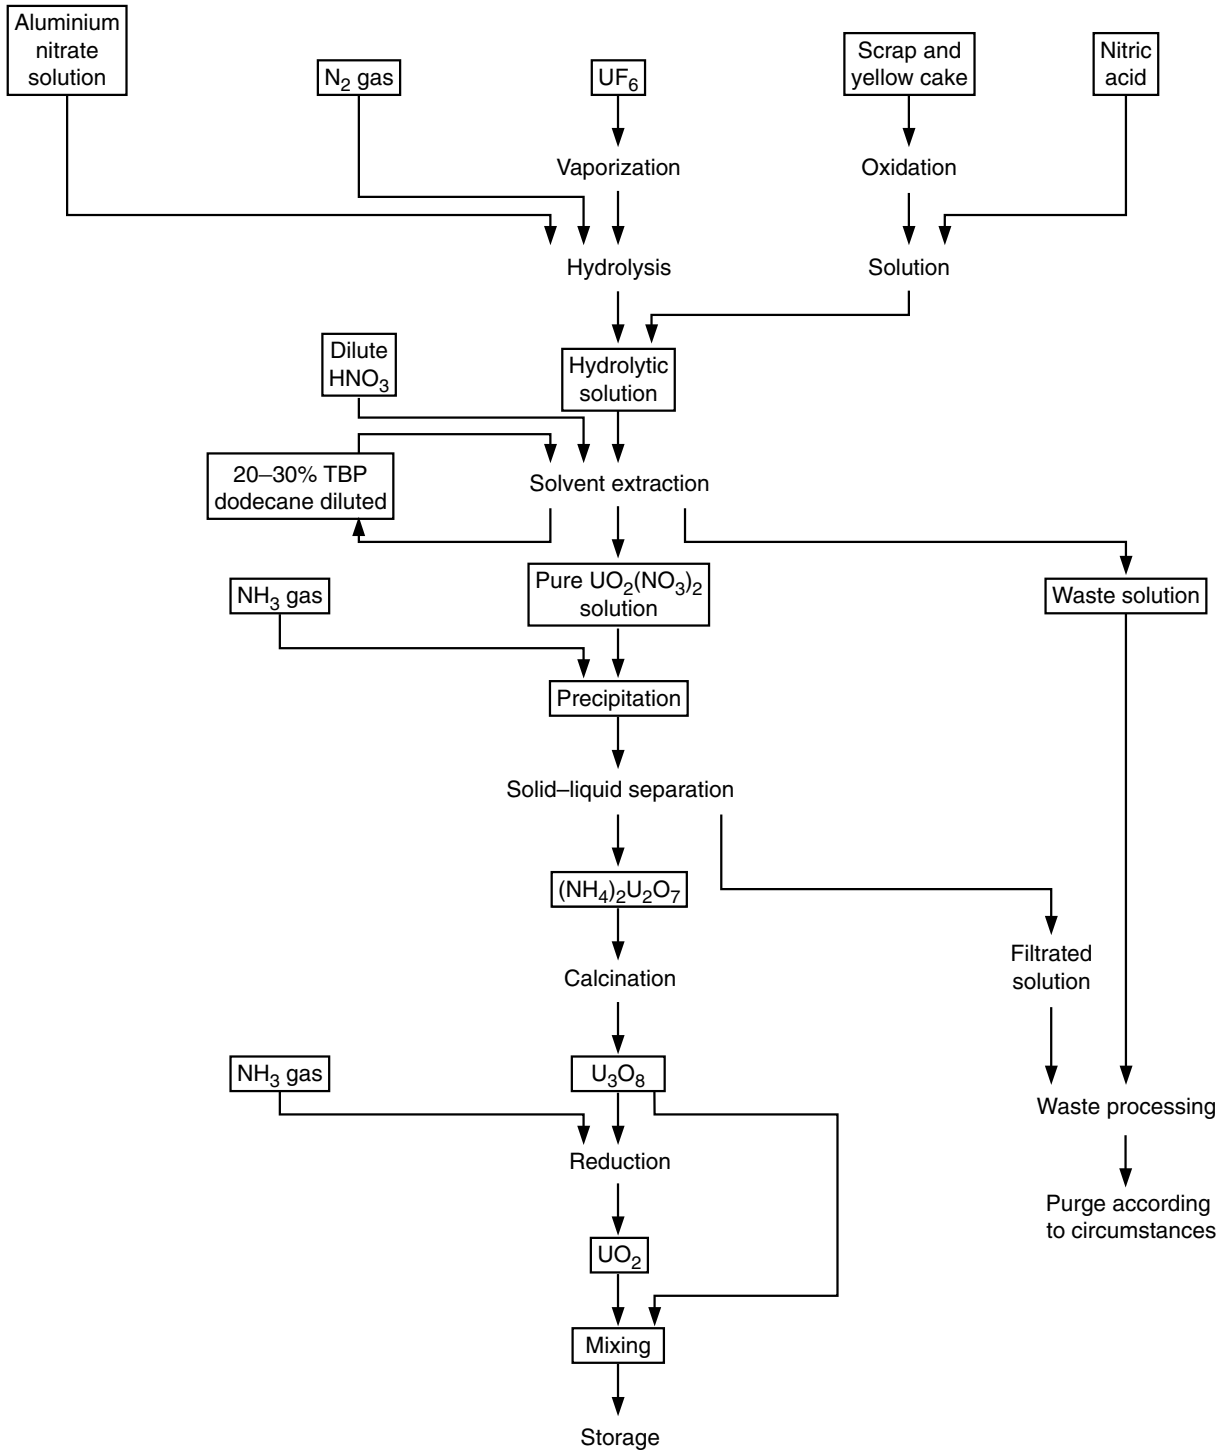 Aluminium
nitrate
solution
N₂ gas
UF₆
Scrap and
yellow cake
Nitric
acid
Vaporization
Oxidation
Hydrolysis
Solution
Dilute
HNO₃
Hydrolytic
solution
20–30% TBP
dodecane diluted
Solvent extraction
NH₃ gas
Pure UO₂(NO₃)₂
solution
Waste solution
Precipitation
Solid–liquid separation
(NH₄)₂U₂O₇
Filtrated
solution
Calcination
NH₃ gas
U₃O₈
Waste processing
Reduction
Purge according
to circumstances
UO₂
Mixing
Storage